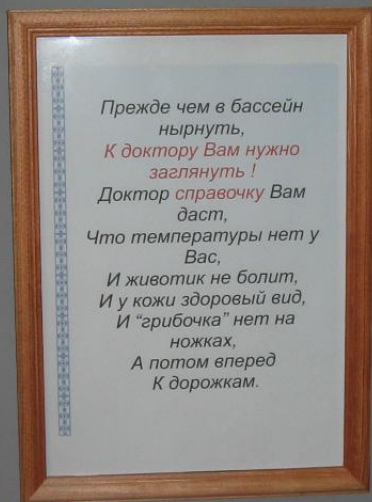 Прежде чем в бассейн
нырнуть,
К доктору Вам нужно
заглянуть !
Доктор справочку Вам
даст,
Что температуры нет у
Вас,
И животик не болит,
И у кожи здоровый вид,
И “грибочка” нет на
ножках,
А потом вперед
К дорожкам.